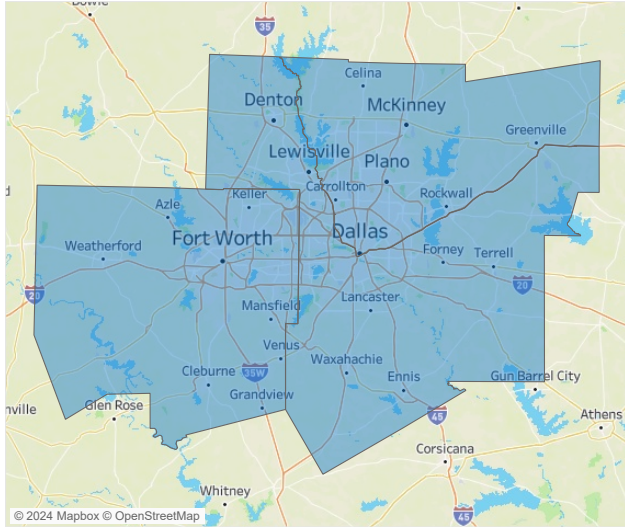 Bowie
35
Celina
Denton
McKinney
Greenville
Lewisville
Plano
Carrollton
Keller
Rockwall
Azle
Fort Worth
Dallas
Weatherford
Forney
Terrell
20
20
Mansfield
Lancaster
Venus
Waxahachie
Cleburne
35W
Ennis
Gun Barrel City
Grandview
nville
Glen Rose
45
Athens
Corsicana
Whitney
45
© 2024 Mapbox © OpenStreetMap